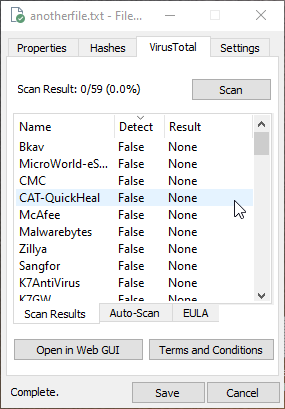 anotherfile.txt - File...
Properties Hashes VirusTotal Settings
Scan Result: 0/59 (0.0%) Scan
Name Detect Result
Bkav False None
MicroWorld-eS... False None
CMC False None
CAT-QuickHeal False None
McAfee False None
Malwarebytes False None
Zillya False None
Sangfor False None
K7AntiVirus False None
K7GW False None
Scan Results Auto-Scan EULA
Open in Web GUI Terms and Conditions
Complete. Save Cancel